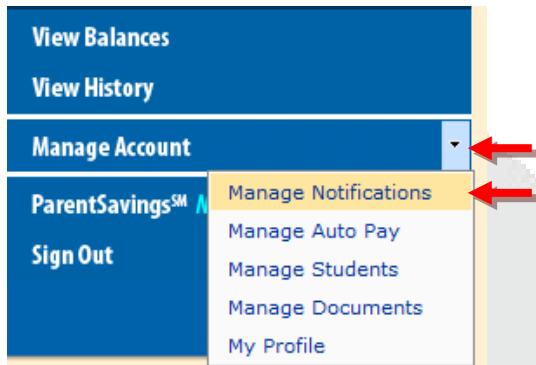 View Balances
View History
Manage Account
ParentSavings℠
Sign Out
Manage Notifications
Manage Auto Pay
Manage Students
Manage Documents
My Profile